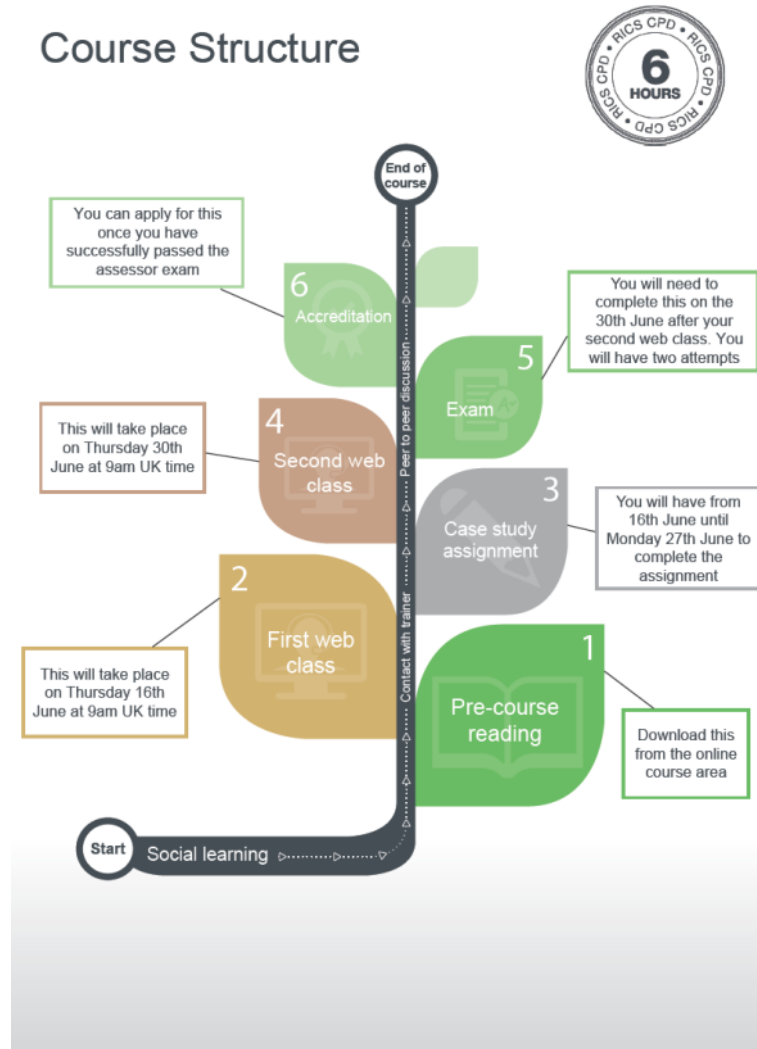 Course Structure
RICS CPD • RICS CPD • RICS CPD • RICS CPD •
6
HOURS
End of
course
You can apply for this
once you have
successfully passed the
assessor exam
6
Accreditation
You will need to
complete this on the
30th June after your
second web class. You
will have two attempts
5
Exam
Peer to peer discussion
This will take place
on Thursday 30th
June at 9am UK time
4
Second web
class
3
Case study
assignment
You will have from
16th June until
Monday 27th June to
complete the
assignment
A+
Contact with trainer
2
First web
class
This will take place
on Thursday 16th
June at 9am UK time
1
Pre-course
reading
Download this
from the online
course area
Start
Social learning